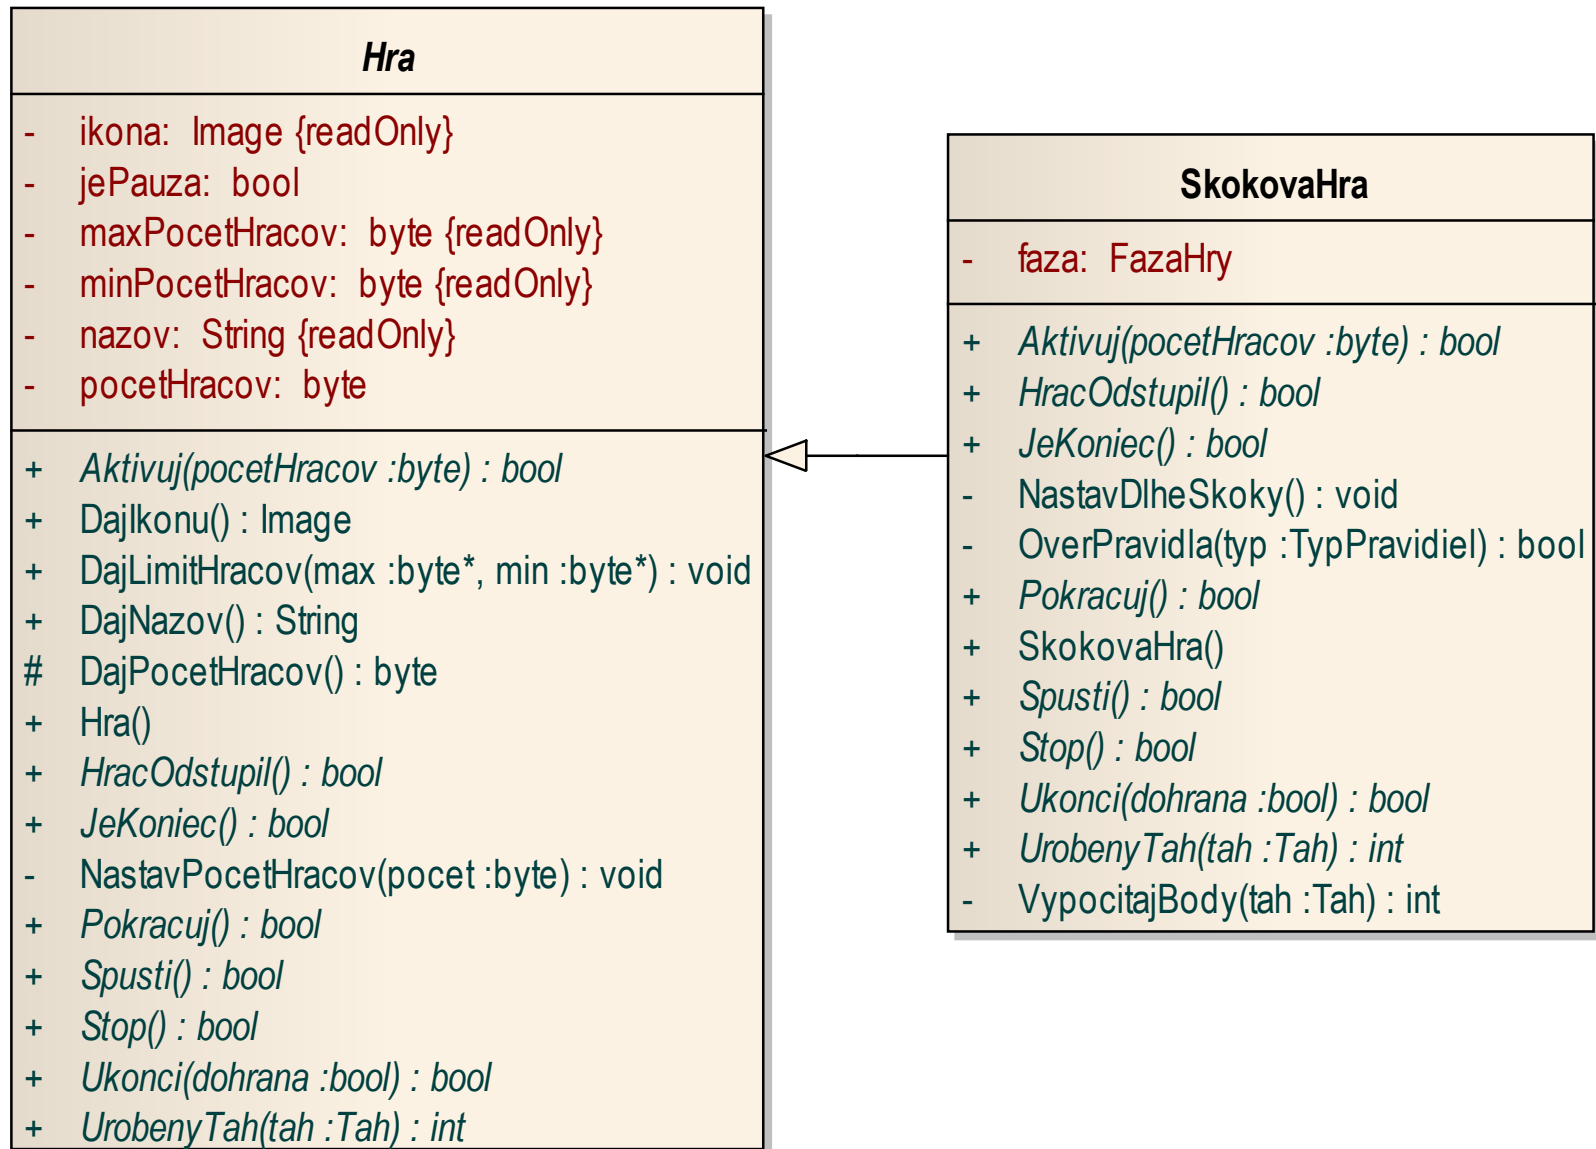 Hra
- ikona: Image {readOnly}
- jePauza: bool
- maxPocetHracov: byte {readOnly}
- minPocetHracov: byte {readOnly}
- nazov: String {readOnly}
- pocetHracov: byte
+ Aktivuj(pocetHracov :byte) : bool
+ DajIkonu() : Image
+ DajLimitHracov(max :byte*, min :byte*) : void
+ DajNazov() : String
# DajPocetHracov() : byte
+ Hra()
+ HracOdstupil() : bool
+ JeKoniec() : bool
- NastavPocetHracov(pocet :byte) : void
+ Pokracuj() : bool
+ Spusti() : bool
+ Stop() : bool
+ Ukonci(dohrana :bool) : bool
+ UrobenyTah(tah :Tah) : int
SkokovaHra
- faza: FazaHry
+ Aktivuj(pocetHracov :byte) : bool
+ HracOdstupil() : bool
+ JeKoniec() : bool
- NastavDlheSkoky() : void
- OverPravidla(typ :TypPravidiel) : bool
+ Pokracuj() : bool
+ SkokovaHra()
+ Spusti() : bool
+ Stop() : bool
+ Ukonci(dohrana :bool) : bool
+ UrobenyTah(tah :Tah) : int
- VypocitajBody(tah :Tah) : int